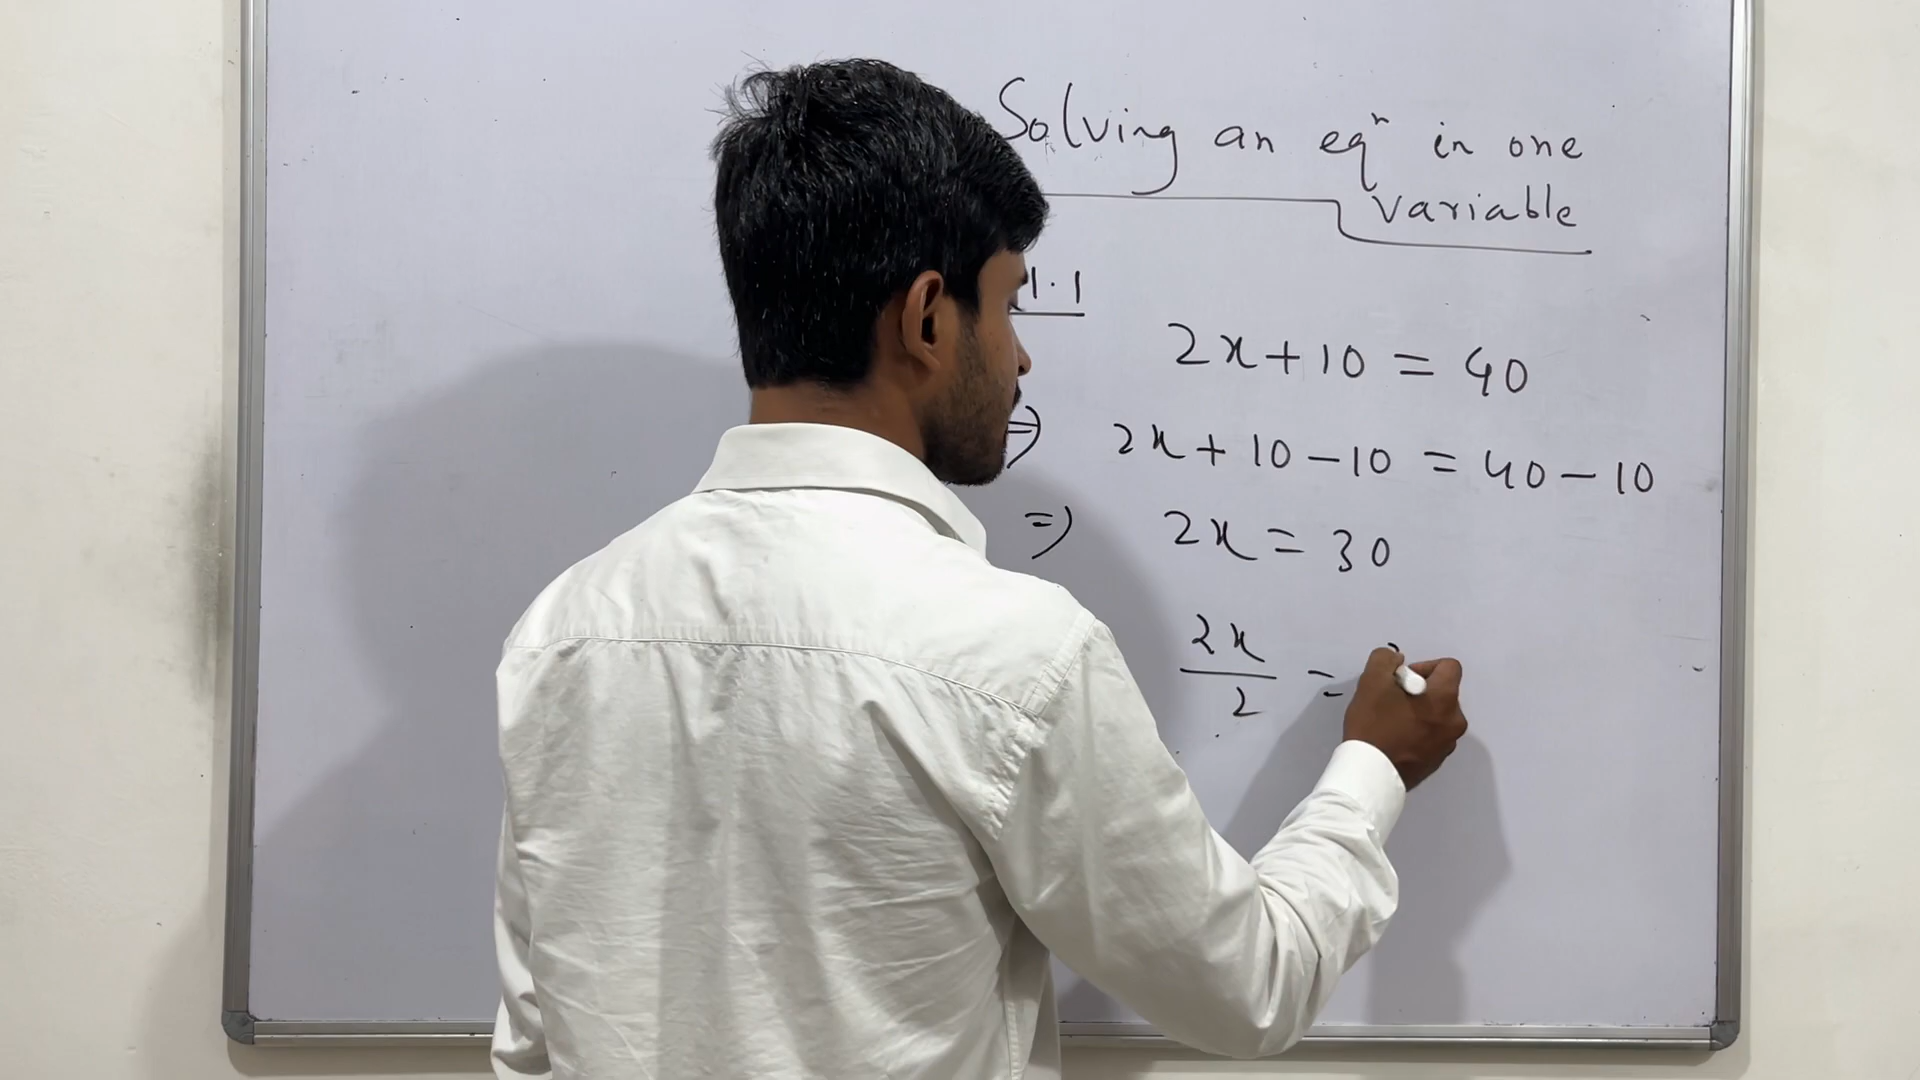 Solving an eqⁿ in one
variable
1.1
2x + 10 = 40
⇒ 2x + 10 - 10 = 40 - 10
⇒ 2x = 30
2x
2
=